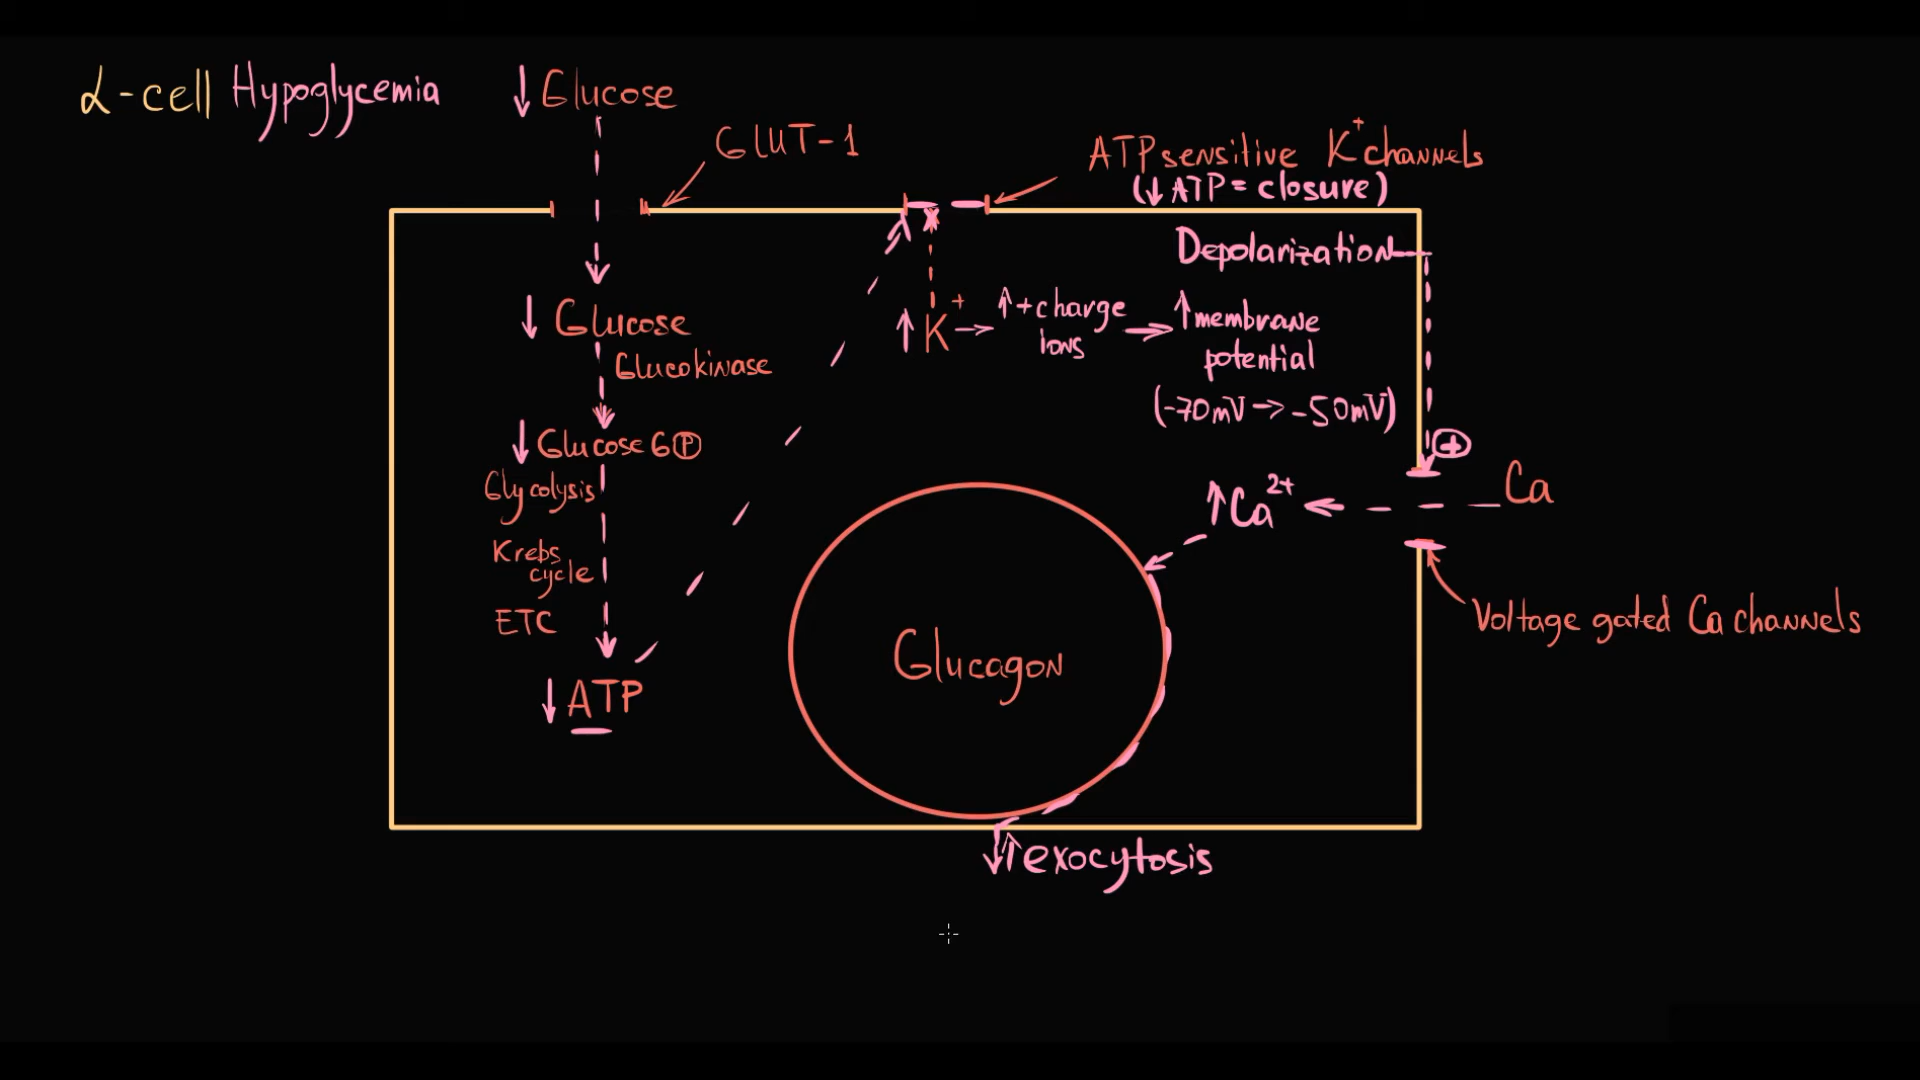 α-cell Hypoglycemia
↓ Glucose
GLUT-1
ATP sensitive K⁺ channels
(↓ ATP = closure)
Depolarization
↓ Glucose
Glucokinase
↑ K⁺ → ↑ + charge
ions
→ ↑ membrane
potential
(-70mV → -50mV)
+
↓ Glucose 6 P
Glycolysis
Krebs
cycle
ETC
↓ ATP
↑ Ca²⁺
Ca
Voltage gated Ca channels
Glucagon
↑ exocytosis